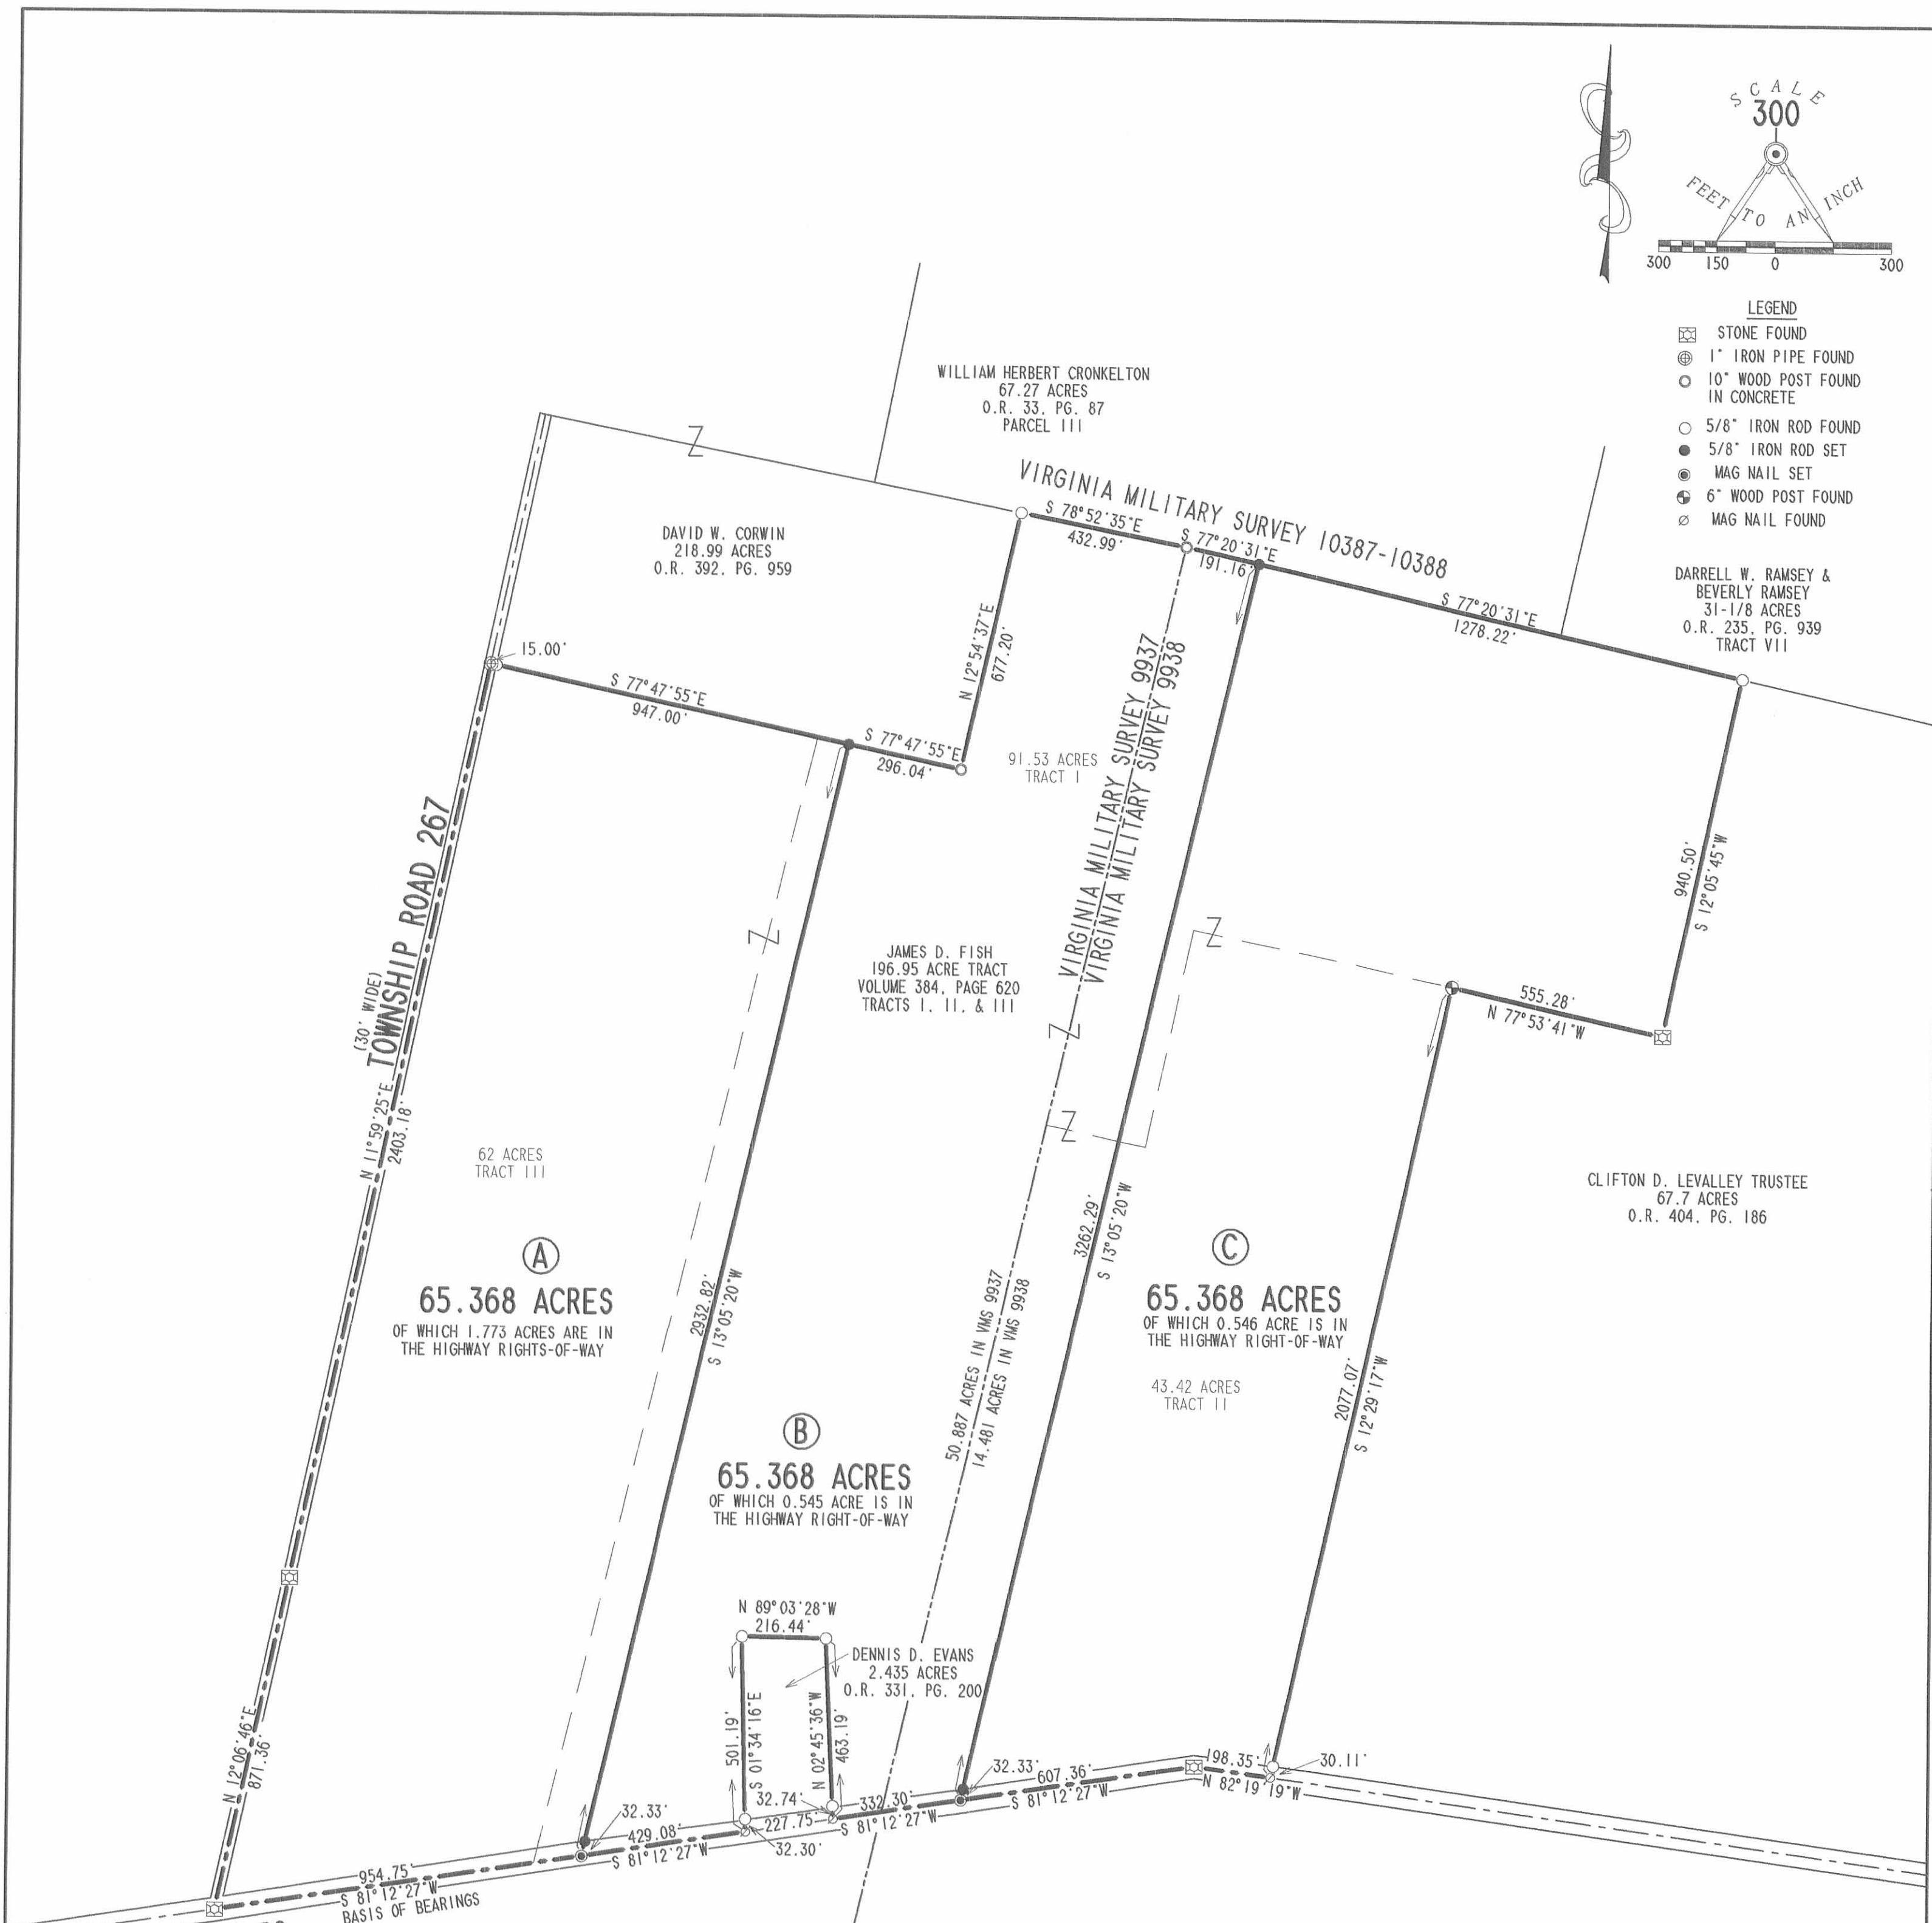 SCALE
300
FEET TO AN INCH
300 150 0 300
LEGEND
STONE FOUND
1" IRON PIPE FOUND
10" WOOD POST FOUND
IN CONCRETE
5/8" IRON ROD FOUND
5/8" IRON ROD SET
MAG NAIL SET
6" WOOD POST FOUND
MAG NAIL FOUND
WILLIAM HERBERT CRONKELTON
67.27 ACRES
O.R. 33, PG. 87
PARCEL III
VIRGINIA MILITARY SURVEY 10387-10388
S 78°52'35"E
432.99'
S 77°20'31"E
191.16'
S 77°20'31"E
1278.22'
DAVID W. CORWIN
218.99 ACRES
O.R. 392, PG. 959
DARRELL W. RAMSEY &
BEVERLY RAMSEY
31-1/8 ACRES
O.R. 235, PG. 939
TRACT VII
15.00'
S 77°47'55"E
947.00'
S 77°47'55"E
296.04'
N 12°54'37"E
677.20'
91.53 ACRES
TRACT I
VIRGINIA MILITARY SURVEY 9937
VIRGINIA MILITARY SURVEY 9938
940.50'
S 12°05'45"W
555.28'
N 77°53'41"W
(30' WIDE)
TOWNSHIP ROAD 267
N 11°59'25"E
2403.18'
JAMES D. FISH
196.95 ACRE TRACT
VOLUME 384, PAGE 620
TRACTS I, II, & III
62 ACRES
TRACT III
CLIFTON D. LEVALLEY TRUSTEE
67.7 ACRES
O.R. 404, PG. 186
A
65.368 ACRES
OF WHICH 1.773 ACRES ARE IN
THE HIGHWAY RIGHTS-OF-WAY
2932.82'
S 13°05'20"W
3262.29'
S 13°05'20"W
C
65.368 ACRES
OF WHICH 0.546 ACRE IS IN
THE HIGHWAY RIGHT-OF-WAY
43.42 ACRES
TRACT II
2077.07'
S 12°29'17"W
50.887 ACRES IN VMS 9937
14.481 ACRES IN VMS 9938
B
65.368 ACRES
OF WHICH 0.545 ACRE IS IN
THE HIGHWAY RIGHT-OF-WAY
N 89°03'28"W
216.44'
DENNIS D. EVANS
2.435 ACRES
O.R. 331, PG. 200
501.19'
S 01°34'16"E
N 02°45'36"W
463.19'
N 12°06'46"E
871.36'
32.33'
429.08'
S 81°12'27"W
32.74'
227.75'
32.30'
332.30'
S 81°12'27"W
32.33'
607.36'
S 81°12'27"W
198.35'
N 82°19'19"W
30.11'
954.75'
S 81°12'27"W
BASIS OF BEARINGS